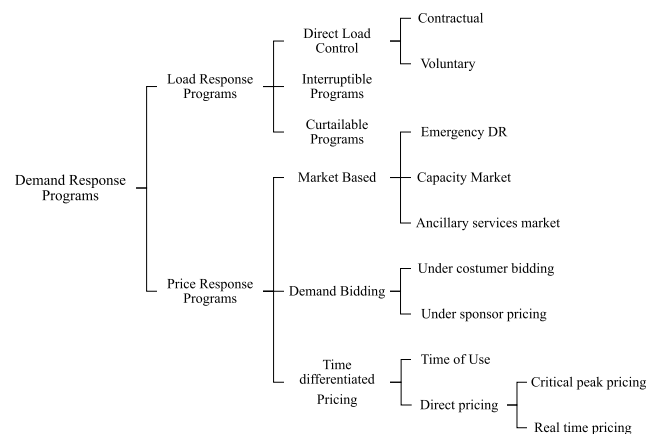 Contractual
Direct Load
Control
Voluntary
Load Response
Programs
Interruptible
Programs
Curtailable
Programs
Emergency DR
Demand Response
Programs
Market Based
Capacity Market
Ancillary services market
Price Response
Programs
Under costumer bidding
Demand Bidding
Under sponsor pricing
Time
differentiated
Pricing
Time of Use
Critical peak pricing
Direct pricing
Real time pricing